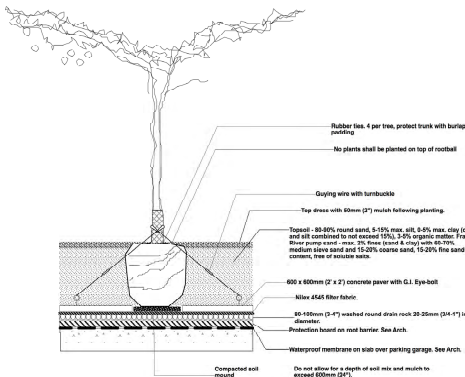 Rubber ties. 4 per tree, protect trunk with burlap
padding
No plants shall be planted on top of rootball
Guying wire with turnbuckle
Top dress with 50mm (2") mulch following planting.
Topsoil - 80-90% round sand, 5-15% max. silt, 0-5% max. clay (c
and silt combined to not exceed 15%), 3-5% organic matter. Fra
River pump sand - max. 2% fines (sand & clay) with 60-70%
medium sieve sand and 15-20% coarse sand, 15-20% fine sand
content, free of soluble salts.
600 x 600mm (2' x 2') concrete paver with G.I. Eye-bolt
Nilex 4545 filter fabric.
80-100mm (3-4") washed round drain rock 20-25mm (3/4-1") in
diameter.
Protection board on root barrier. See Arch.
Waterproof membrane on slab over parking garage. See Arch.
Compacted soil
mound
Do not allow for a depth of soil mix and mulch to
exceed 600mm (24").